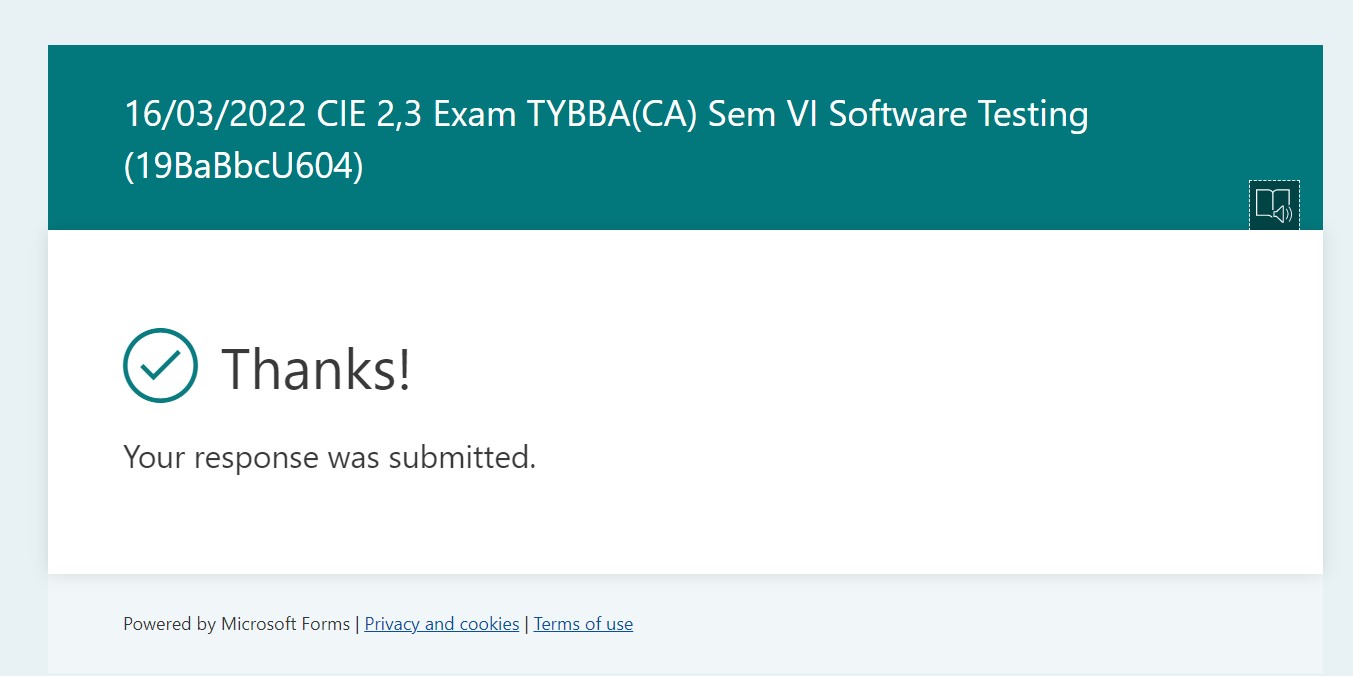 16/03/2022 CIE 2,3 Exam TYBBA(CA) Sem VI Software Testing
(19BaBbcU604)
Thanks!
Your response was submitted.
Powered by Microsoft Forms | Privacy and cookies | Terms of use